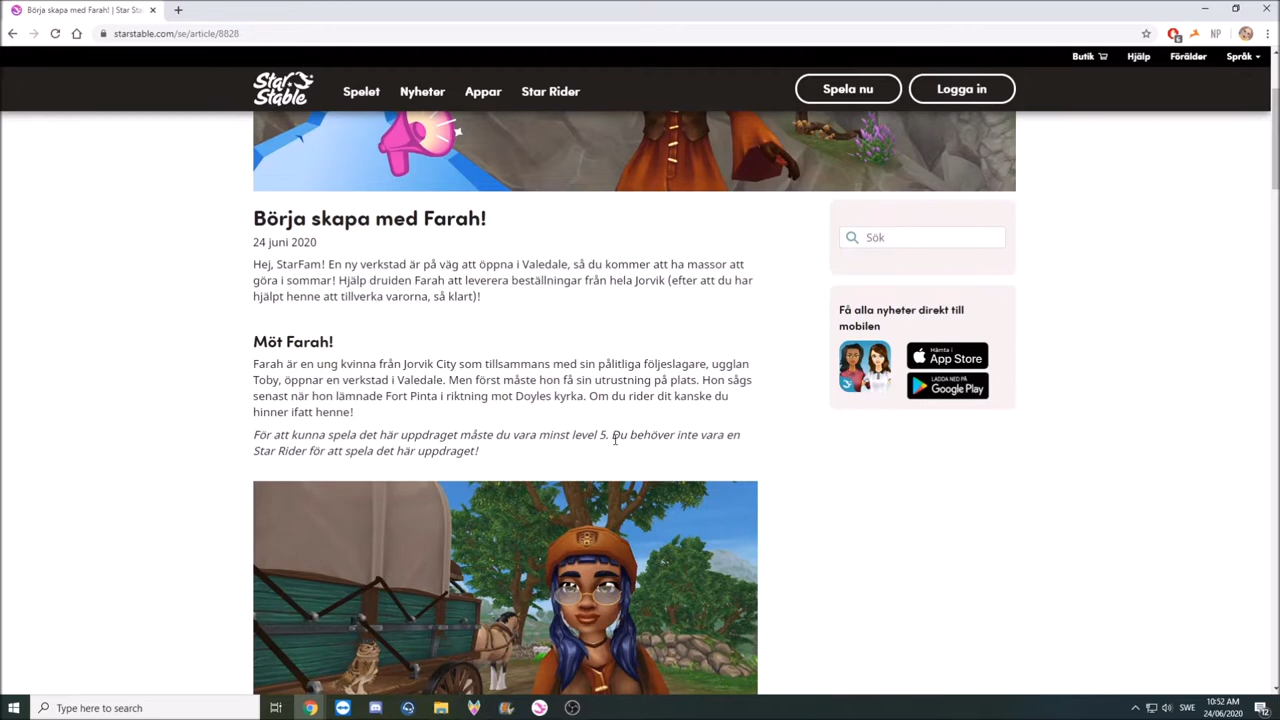 Börja skapa med Farah! | Star Sta
starstable.com/se/article/8828
NP
Butik Hjälp Förälder Språk
Star Stable
Spelet Nyheter Appar Star Rider Spela nu Logga in
Börja skapa med Farah!
24 juni 2020
Hej, StarFam! En ny verkstad är på väg att öppna i Valedale, så du kommer att ha massor att
göra i sommar! Hjälp druiden Farah att leverera beställningar från hela Jorvik (efter att du har
hjälpt henne att tillverka varorna, så klart)!
Möt Farah!
Farah är en ung kvinna från Jorvik City som tillsammans med sin pålitliga följeslagare, ugglan
Toby, öppnar en verkstad i Valedale. Men först måste hon få sin utrustning på plats. Hon sågs
senast när hon lämnade Fort Pinta i riktning mot Doyles kyrka. Om du rider dit kanske du
hinner ifatt henne!
För att kunna spela det här uppdraget måste du vara minst level 5. Du behöver inte vara en
Star Rider för att spela det här uppdraget!
Sök
Få alla nyheter direkt till
mobilen
Hämta i
App Store
LADDA NED PÅ
Google Play
Type here to search
SWE
10:52 AM
24/06/2020
12